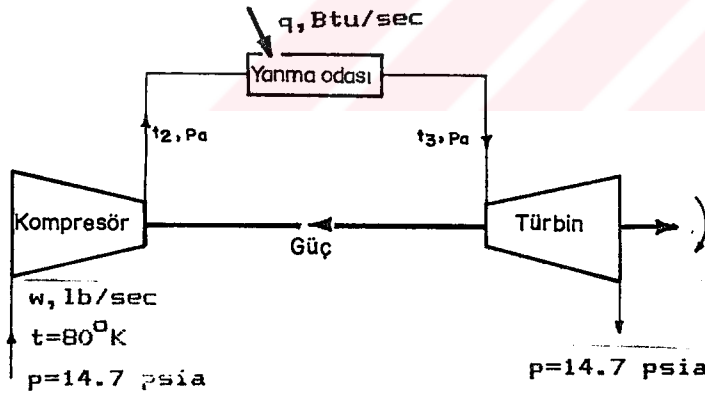 q, Btu/sec
Yanma odası
t2, Pa
t3, Pa
Kompresör
Güç
Türbin
w, lb/sec
t=80°K
p=14.7 psia
p=14.7 psia